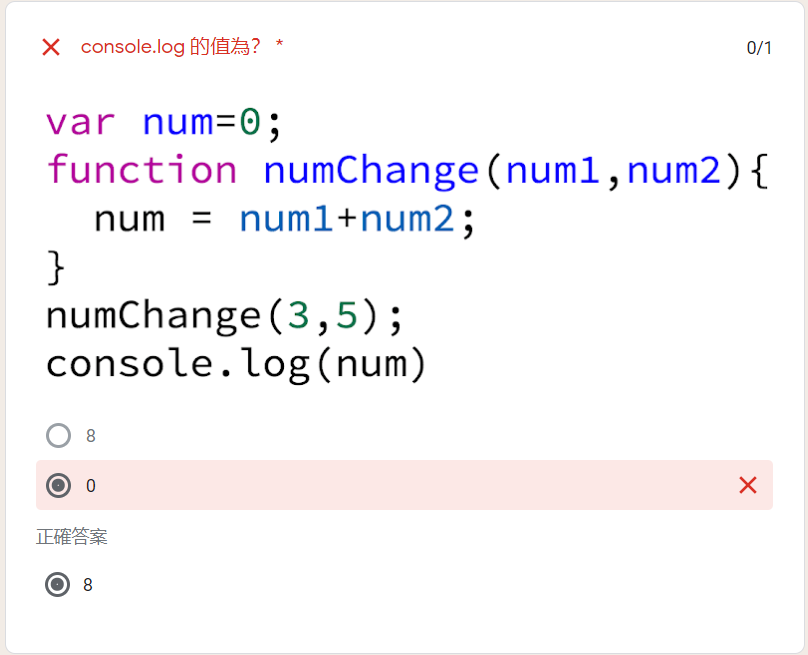 console.log 的值為? *
0/1
var num=0;
function numChange(num1,num2){
  num = num1+num2;
}
numChange(3,5);
console.log(num)
8
0
正確答案
8